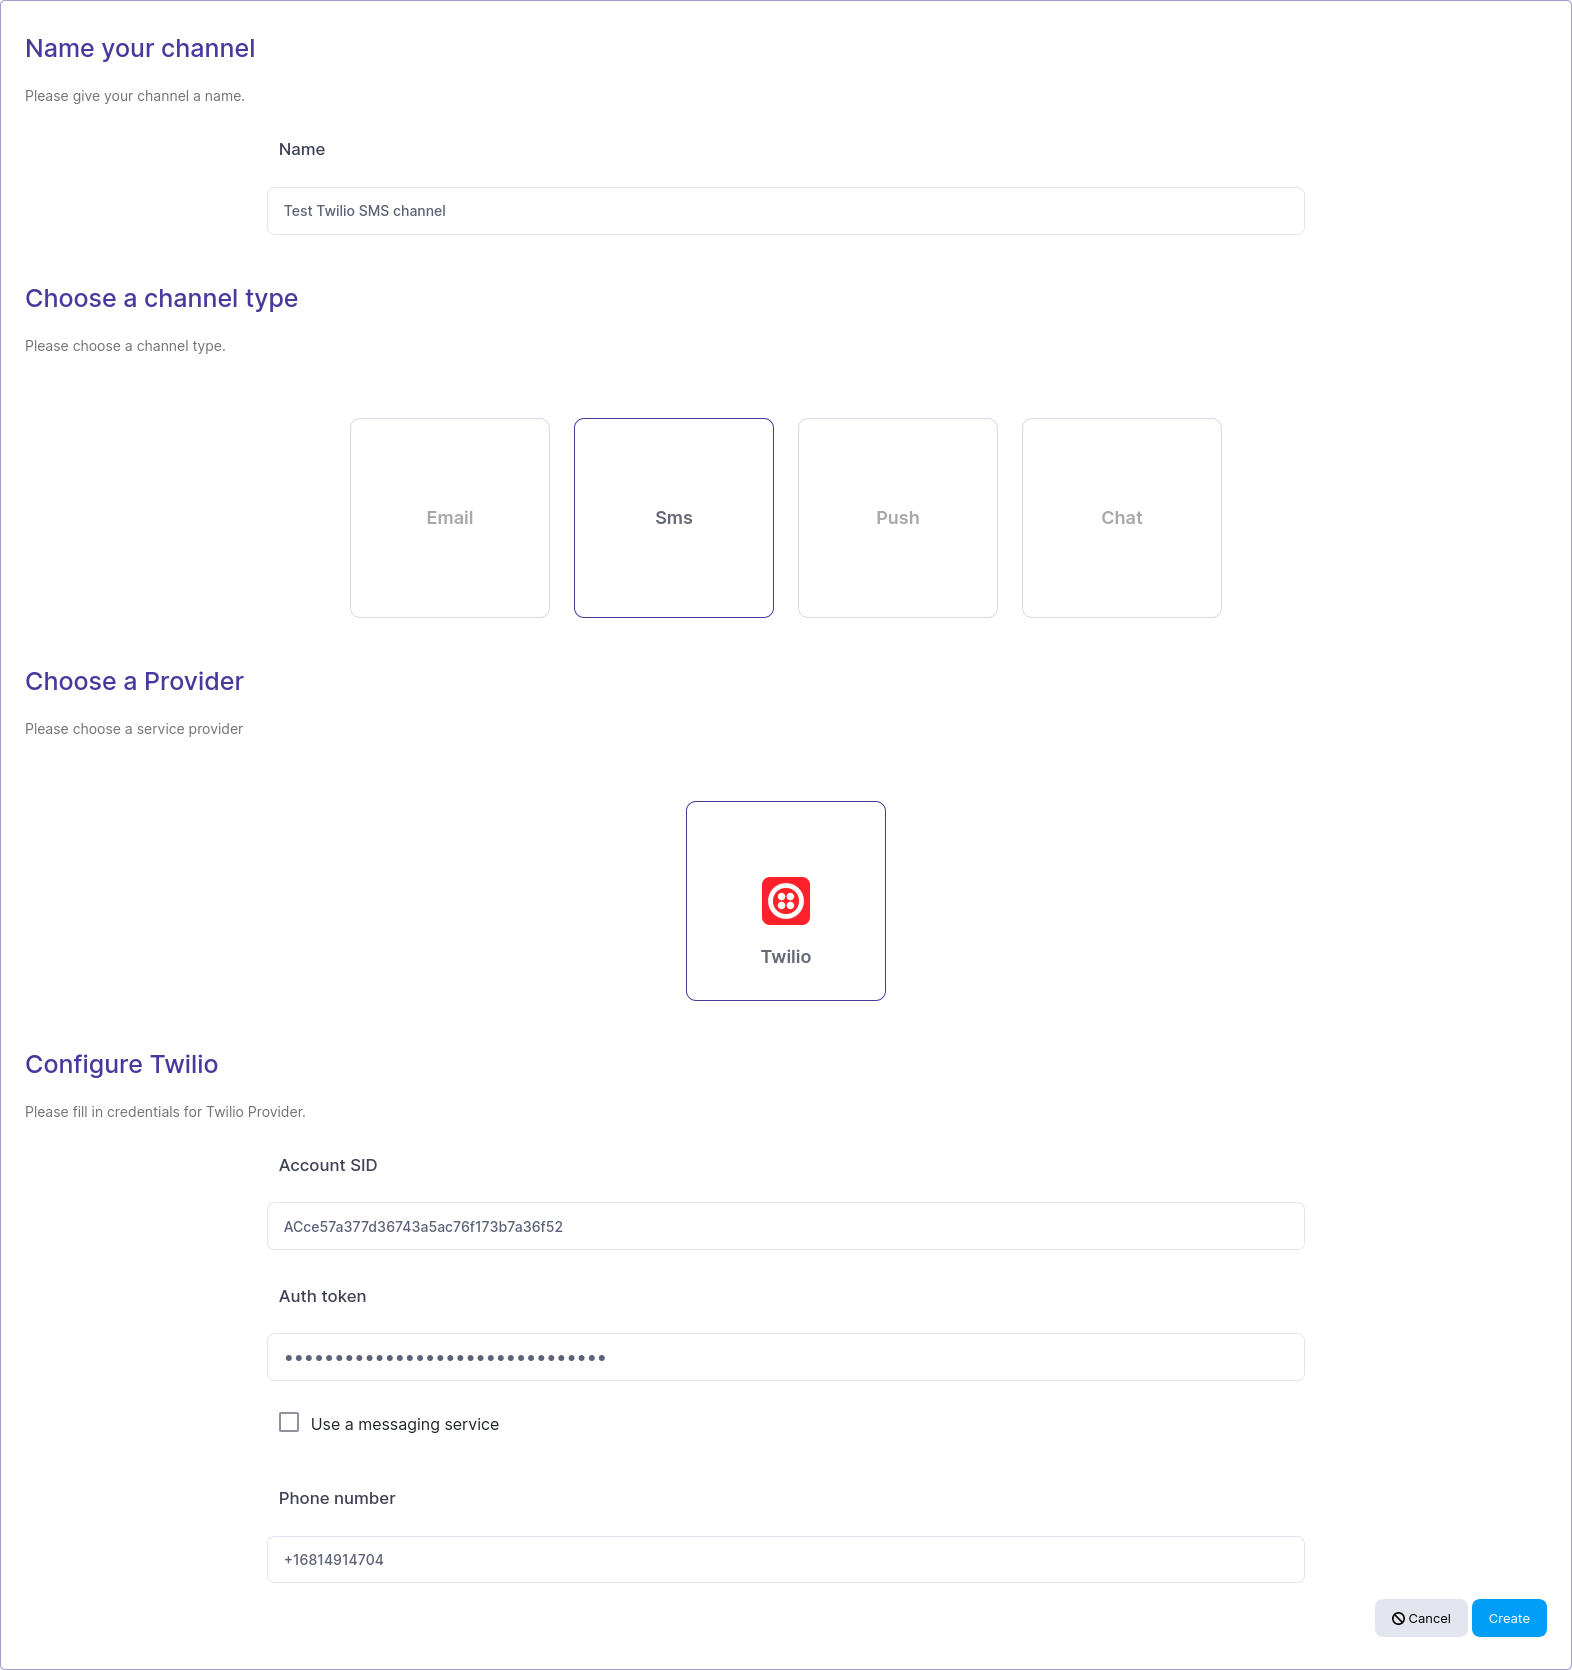 Name your channel
Please give your channel a name.
Name
Test Twilio SMS channel
Choose a channel type
Please choose a channel type.
Email
Sms
Push
Chat
Choose a Provider
Please choose a service provider
Twilio
Configure Twilio
Please fill in credentials for Twilio Provider.
Account SID
ACce57a377d36743a5ac76f173b7a36f52
Auth token
••••••••••••••••••••••••••••••••
Use a messaging service
Phone number
+16814914704
Cancel
Create